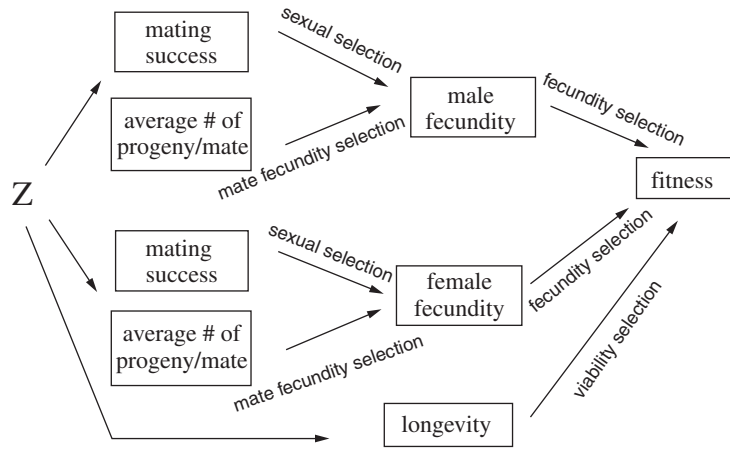 mating
success
sexual selection
average # of
progeny/mate
mate fecundity selection
male
fecundity
fecundity selection
fitness
Z
mating
success
sexual selection
average # of
progeny/mate
mate fecundity selection
female
fecundity
fecundity selection
viability selection
longevity